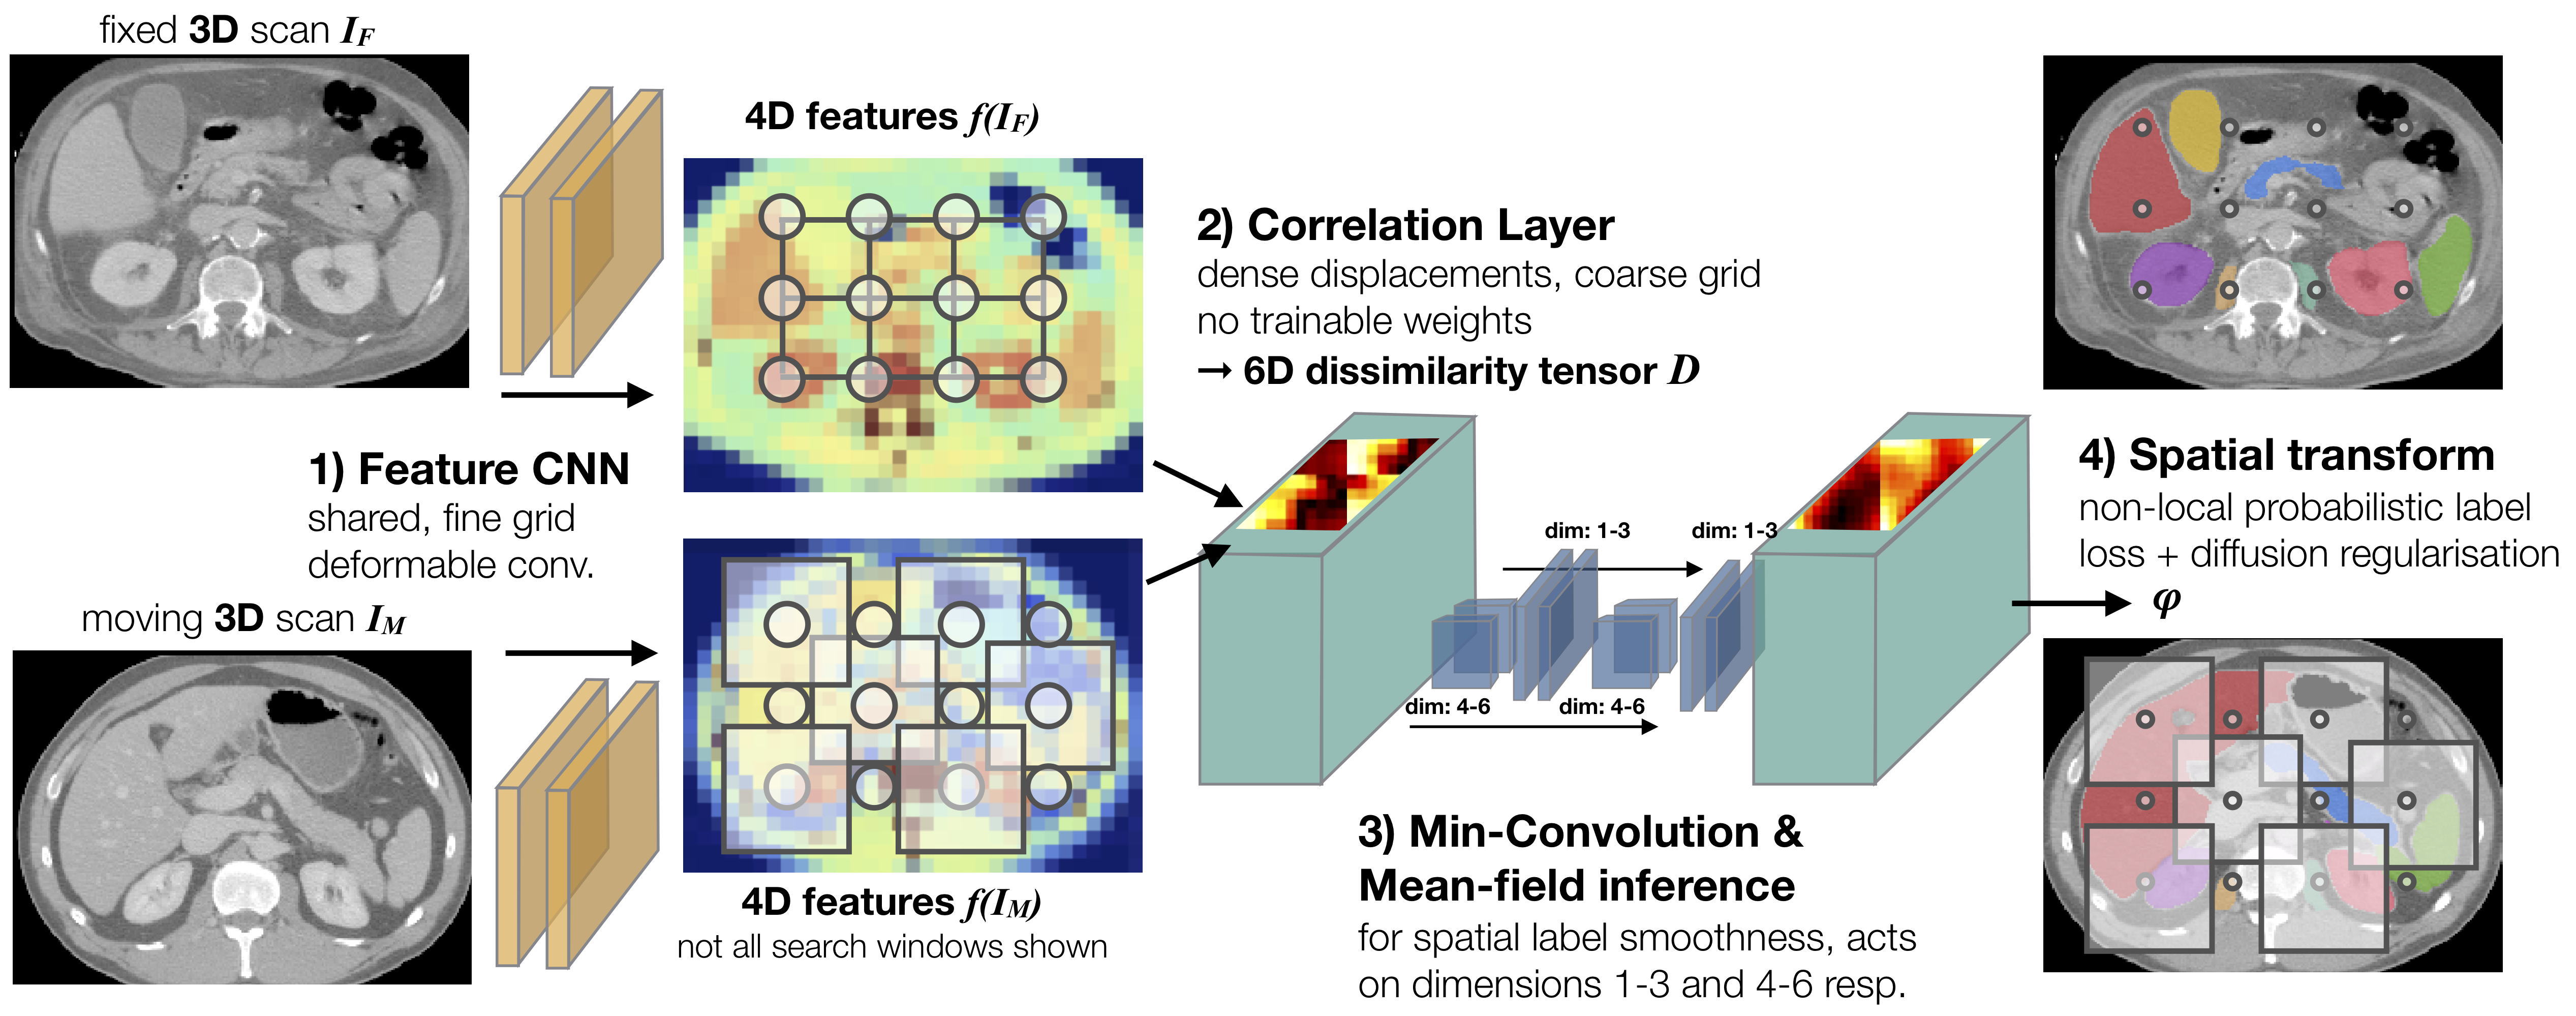 fixed 3D scan I_F
4D features f(I_F)
1) Feature CNN
shared, fine grid
deformable conv.
moving 3D scan I_M
4D features f(I_M)
not all search windows shown
2) Correlation Layer
dense displacements, coarse grid
no trainable weights
→ 6D dissimilarity tensor D
dim: 1-3
dim: 1-3
dim: 4-6
dim: 4-6
3) Min-Convolution &
Mean-field inference
for spatial label smoothness, acts
on dimensions 1-3 and 4-6 resp.
4) Spatial transform
non-local probabilistic label
loss + diffusion regularisation
φ